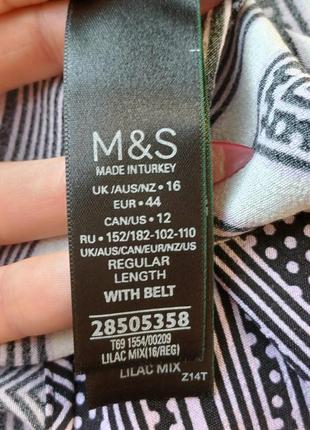 M&S
MADE IN TURKEY
UK/AUS/NZ • 16
EUR • 44
CAN/US • 12
RU • 152/182-102-110
UK/AUS/CAN/EUR/NZ/US
REGULAR
LENGTH
WITH BELT
28505358
T69 1554/00209
LILAC MIX(16/REG)
LILAC MIX
Z14T